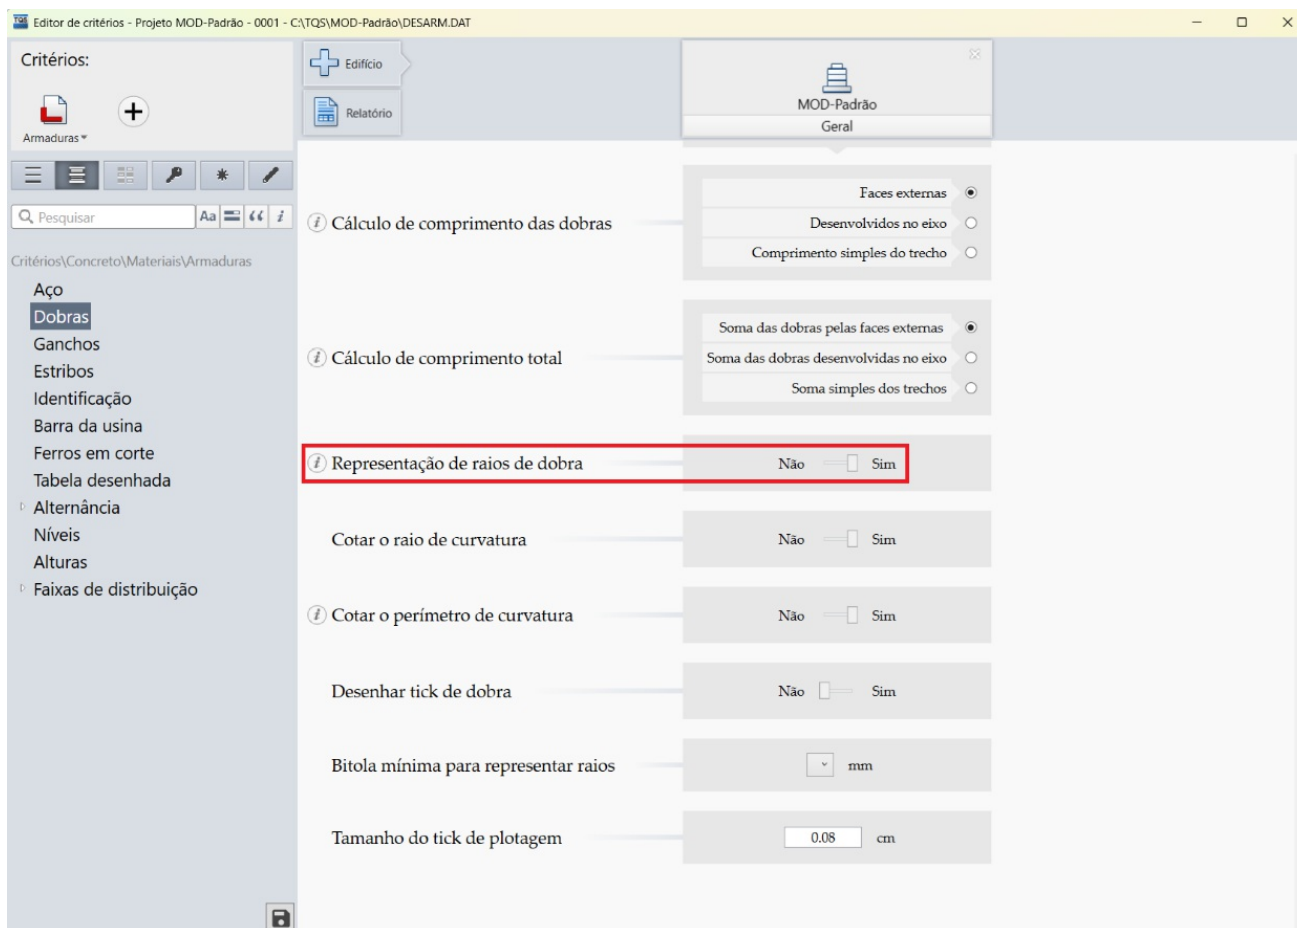 TQS Editor de critérios - Projeto MOD-Padrão - 0001 - C:\TQS\MOD-Padrão\DESARM.DAT
Critérios:
Armaduras
Aa
Pesquisar
Critérios\Concreto\Materiais\Armaduras
Aço
Dobras
Ganchos
Estribos
Identificação
Barra da usina
Ferros em corte
Tabela desenhada
Alternância
Níveis
Alturas
Faixas de distribuição
Edifício
Relatório
MOD-Padrão
Geral
Cálculo de comprimento das dobras
Faces externas
Desenvolvidos no eixo
Comprimento simples do trecho
Cálculo de comprimento total
Soma das dobras pelas faces externas
Soma das dobras desenvolvidas no eixo
Soma simples dos trechos
Representação de raios de dobra Não Sim
Cotar o raio de curvatura Não Sim
Cotar o perímetro de curvatura Não Sim
Desenhar tick de dobra Não Sim
Bitola mínima para representar raios mm
Tamanho do tick de plotagem 0.08 cm